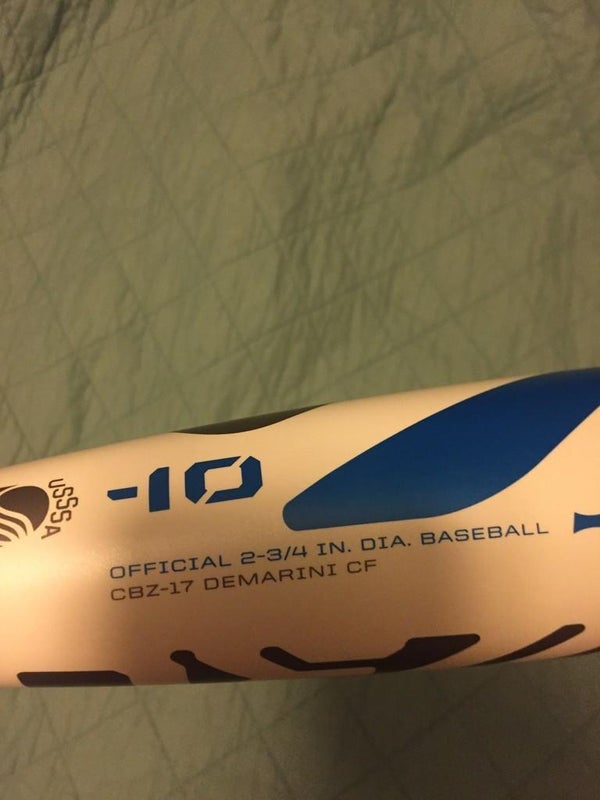 -10
USSSA
OFFICIAL 2-3/4 IN. DIA. BASEBALL
CBZ-17 DEMARINI CF